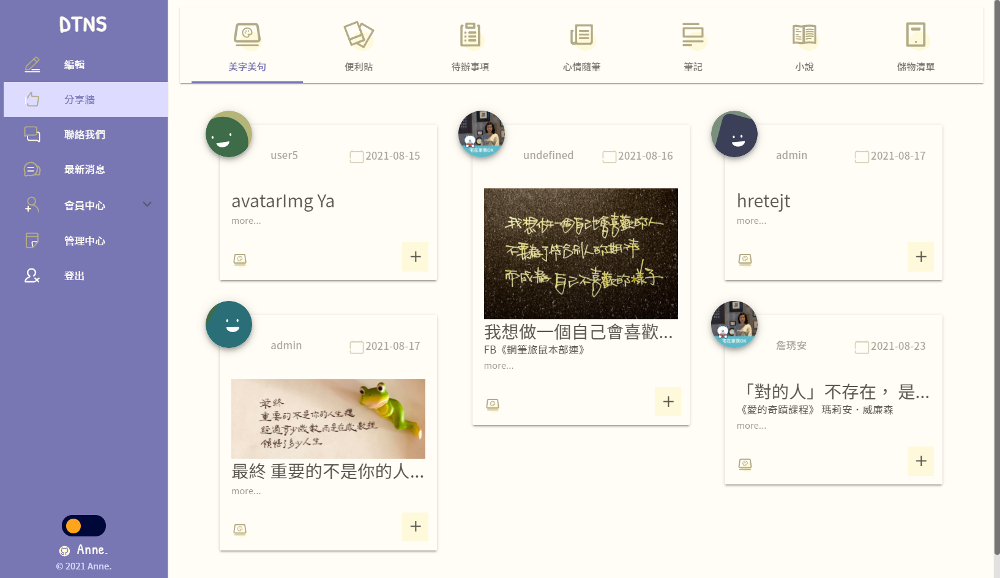 DTNS
編輯
分享牆
聯絡我們
最新消息
會員中心
管理中心
登出
Anne.
© 2021 Anne.
美字美句
便利貼
待辦事項
心情隨筆
筆記
小說
儲物清單
user5
2021-08-15
avatarImg Ya
more...
宅在家我OK
undefined
2021-08-16
我想做一個自己也會喜歡的人
不要為了符合別人的期待
而成為自己不喜歡的樣子
我想做一個自己會喜歡...
FB《鋼筆旅鼠本部連》
more...
admin
2021-08-17
hretejt
more...
admin
2021-08-17
最終
重要的不是你的人生裡
經過多少歲數 而是在歲數裡
領悟了多少人生
最終 重要的不是你的人...
more...
宅在家我OK
詹琇安
2021-08-23
「對的人」不存在， 是...
《愛的奇蹟課程》 瑪莉安．威廉森
more...